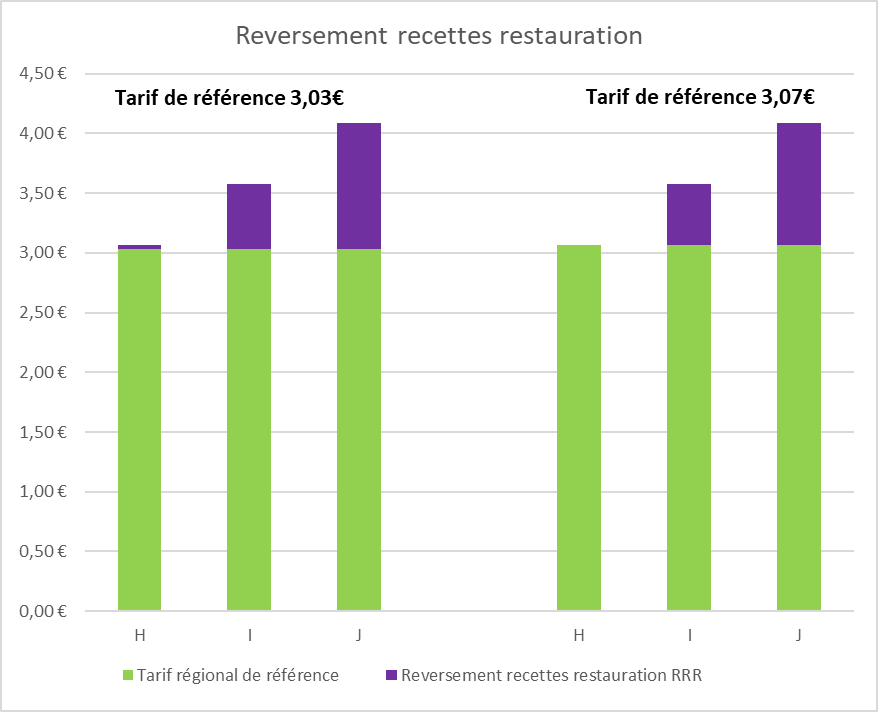 Reversement recettes restauration
4,50 €
Tarif de référence 3,03€
Tarif de référence 3,07€
4,00 €
3,50 €
3,00 €
2,50 €
2,00 €
1,50 €
1,00 €
0,50 €
0,00 €
H I J H I J
Tarif régional de référence Reversement recettes restauration RRR